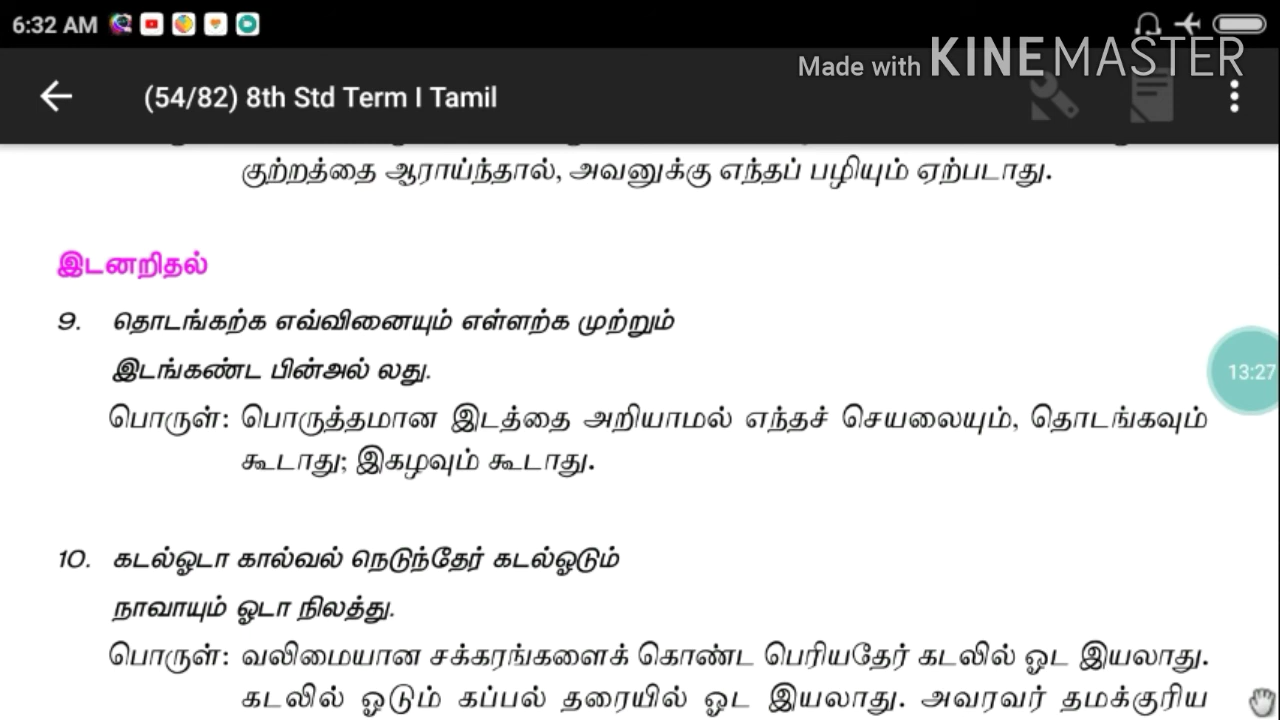 6:32 AM
Made with KINEMASTER
(54/82) 8th Std Term I Tamil
குற்றத்தை ஆராய்ந்தால், அவனுக்கு எந்தப் பழியும் ஏற்படாது.
இடனறிதல்
9. தொடங்கற்க எவ்வினையும் எள்ளற்க முற்றும்
இடங்கண்ட பின்அல் லது.
13:27
பொருள்: பொருத்தமான இடத்தை அறியாமல் எந்தச் செயலையும், தொடங்கவும்
கூடாது; இகழவும் கூடாது.
10. கடல்ஓடா கால்வல் நெடுந்தேர் கடல்ஓடும்
நாவாயும் ஓடா நிலத்து.
பொருள்: வலிமையான சக்கரங்களைக் கொண்ட பெரியதேர் கடலில் ஓட இயலாது.
கடலில் ஓடும் கப்பல் தரையில் ஓட இயலாது. அவரவர் தமக்குரிய